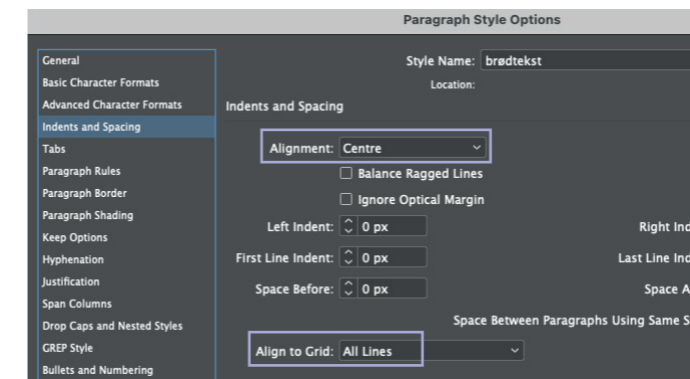 Paragraph Style Options
General
Basic Character Formats
Advanced Character Formats
Indents and Spacing
Tabs
Paragraph Rules
Paragraph Border
Paragraph Shading
Keep Options
Hyphenation
Justification
Span Columns
Drop Caps and Nested Styles
GREP Style
Bullets and Numbering
Style Name: brødtekst
Location:
Indents and Spacing
Alignment: Centre
Balance Ragged Lines
Ignore Optical Margin
Left Indent: 0 px
Right Ind
First Line Indent: 0 px
Last Line Ind
Space Before: 0 px
Space A
Space Between Paragraphs Using Same S
Align to Grid: All Lines